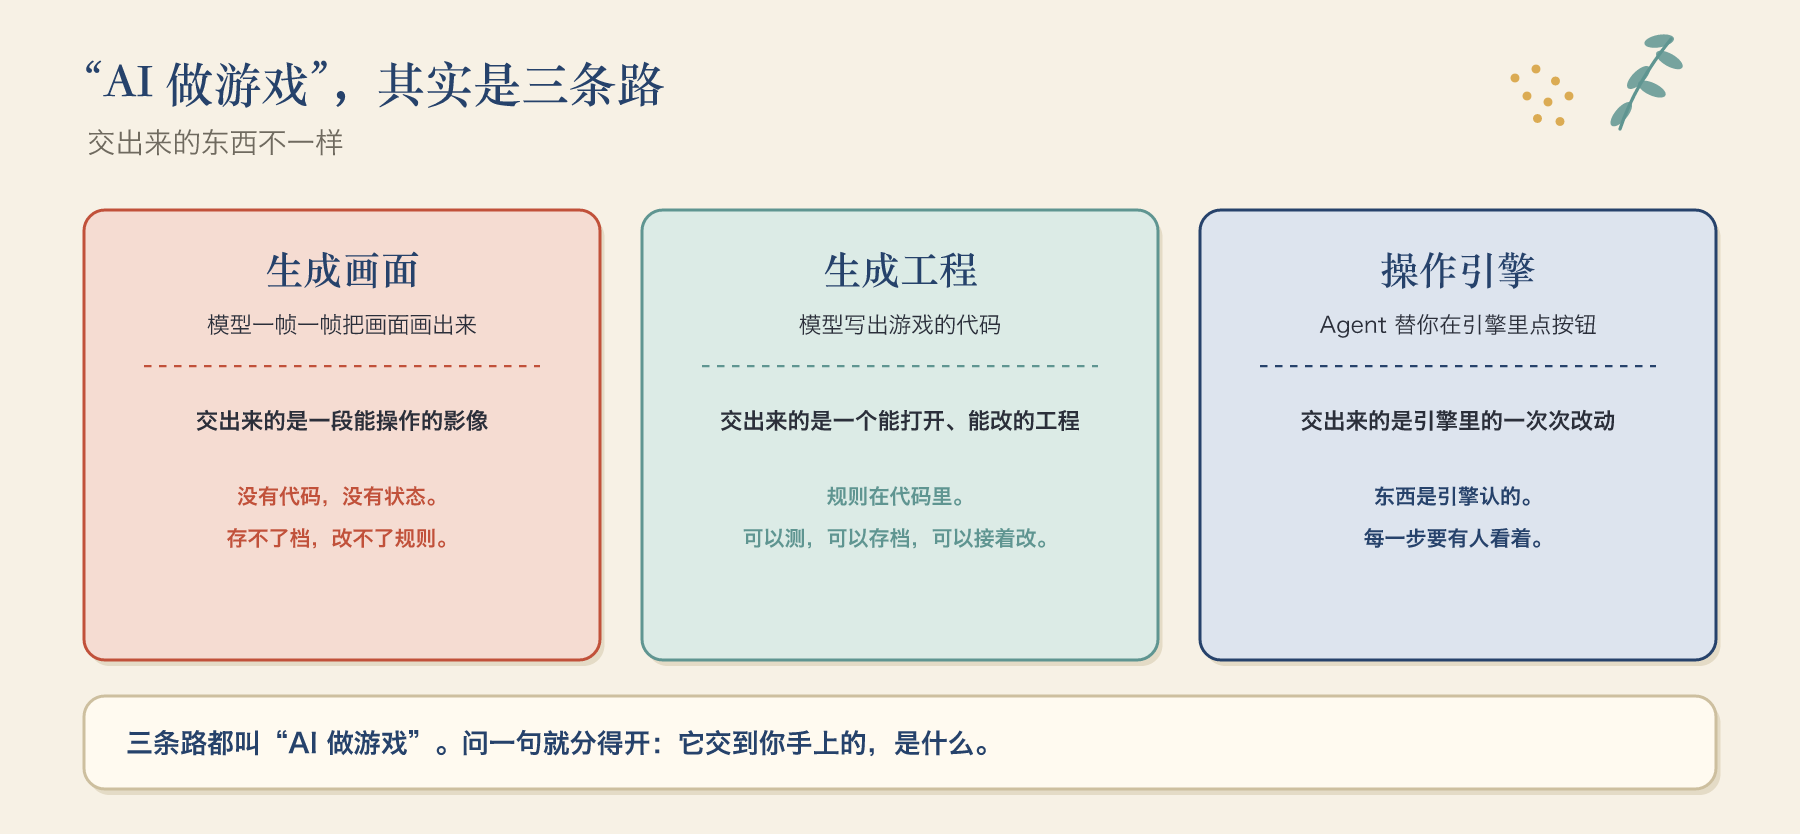 “AI 做游戏”，其实是三条路
交出来的东西不一样
生成画面
模型一帧一帧把画面画出来
交出来的是一段能操作的影像
没有代码，没有状态。
存不了档，改不了规则。
生成工程
模型写出游戏的代码
交出来的是一个能打开、能改的工程
规则在代码里。
可以测，可以存档，可以接着改。
操作引擎
Agent 替你在引擎里点按钮
交出来的是引擎里的一次次改动
东西是引擎认的。
每一步要有人看着。
三条路都叫“AI 做游戏”。问一句就分得开：它交到你手上的，是什么。